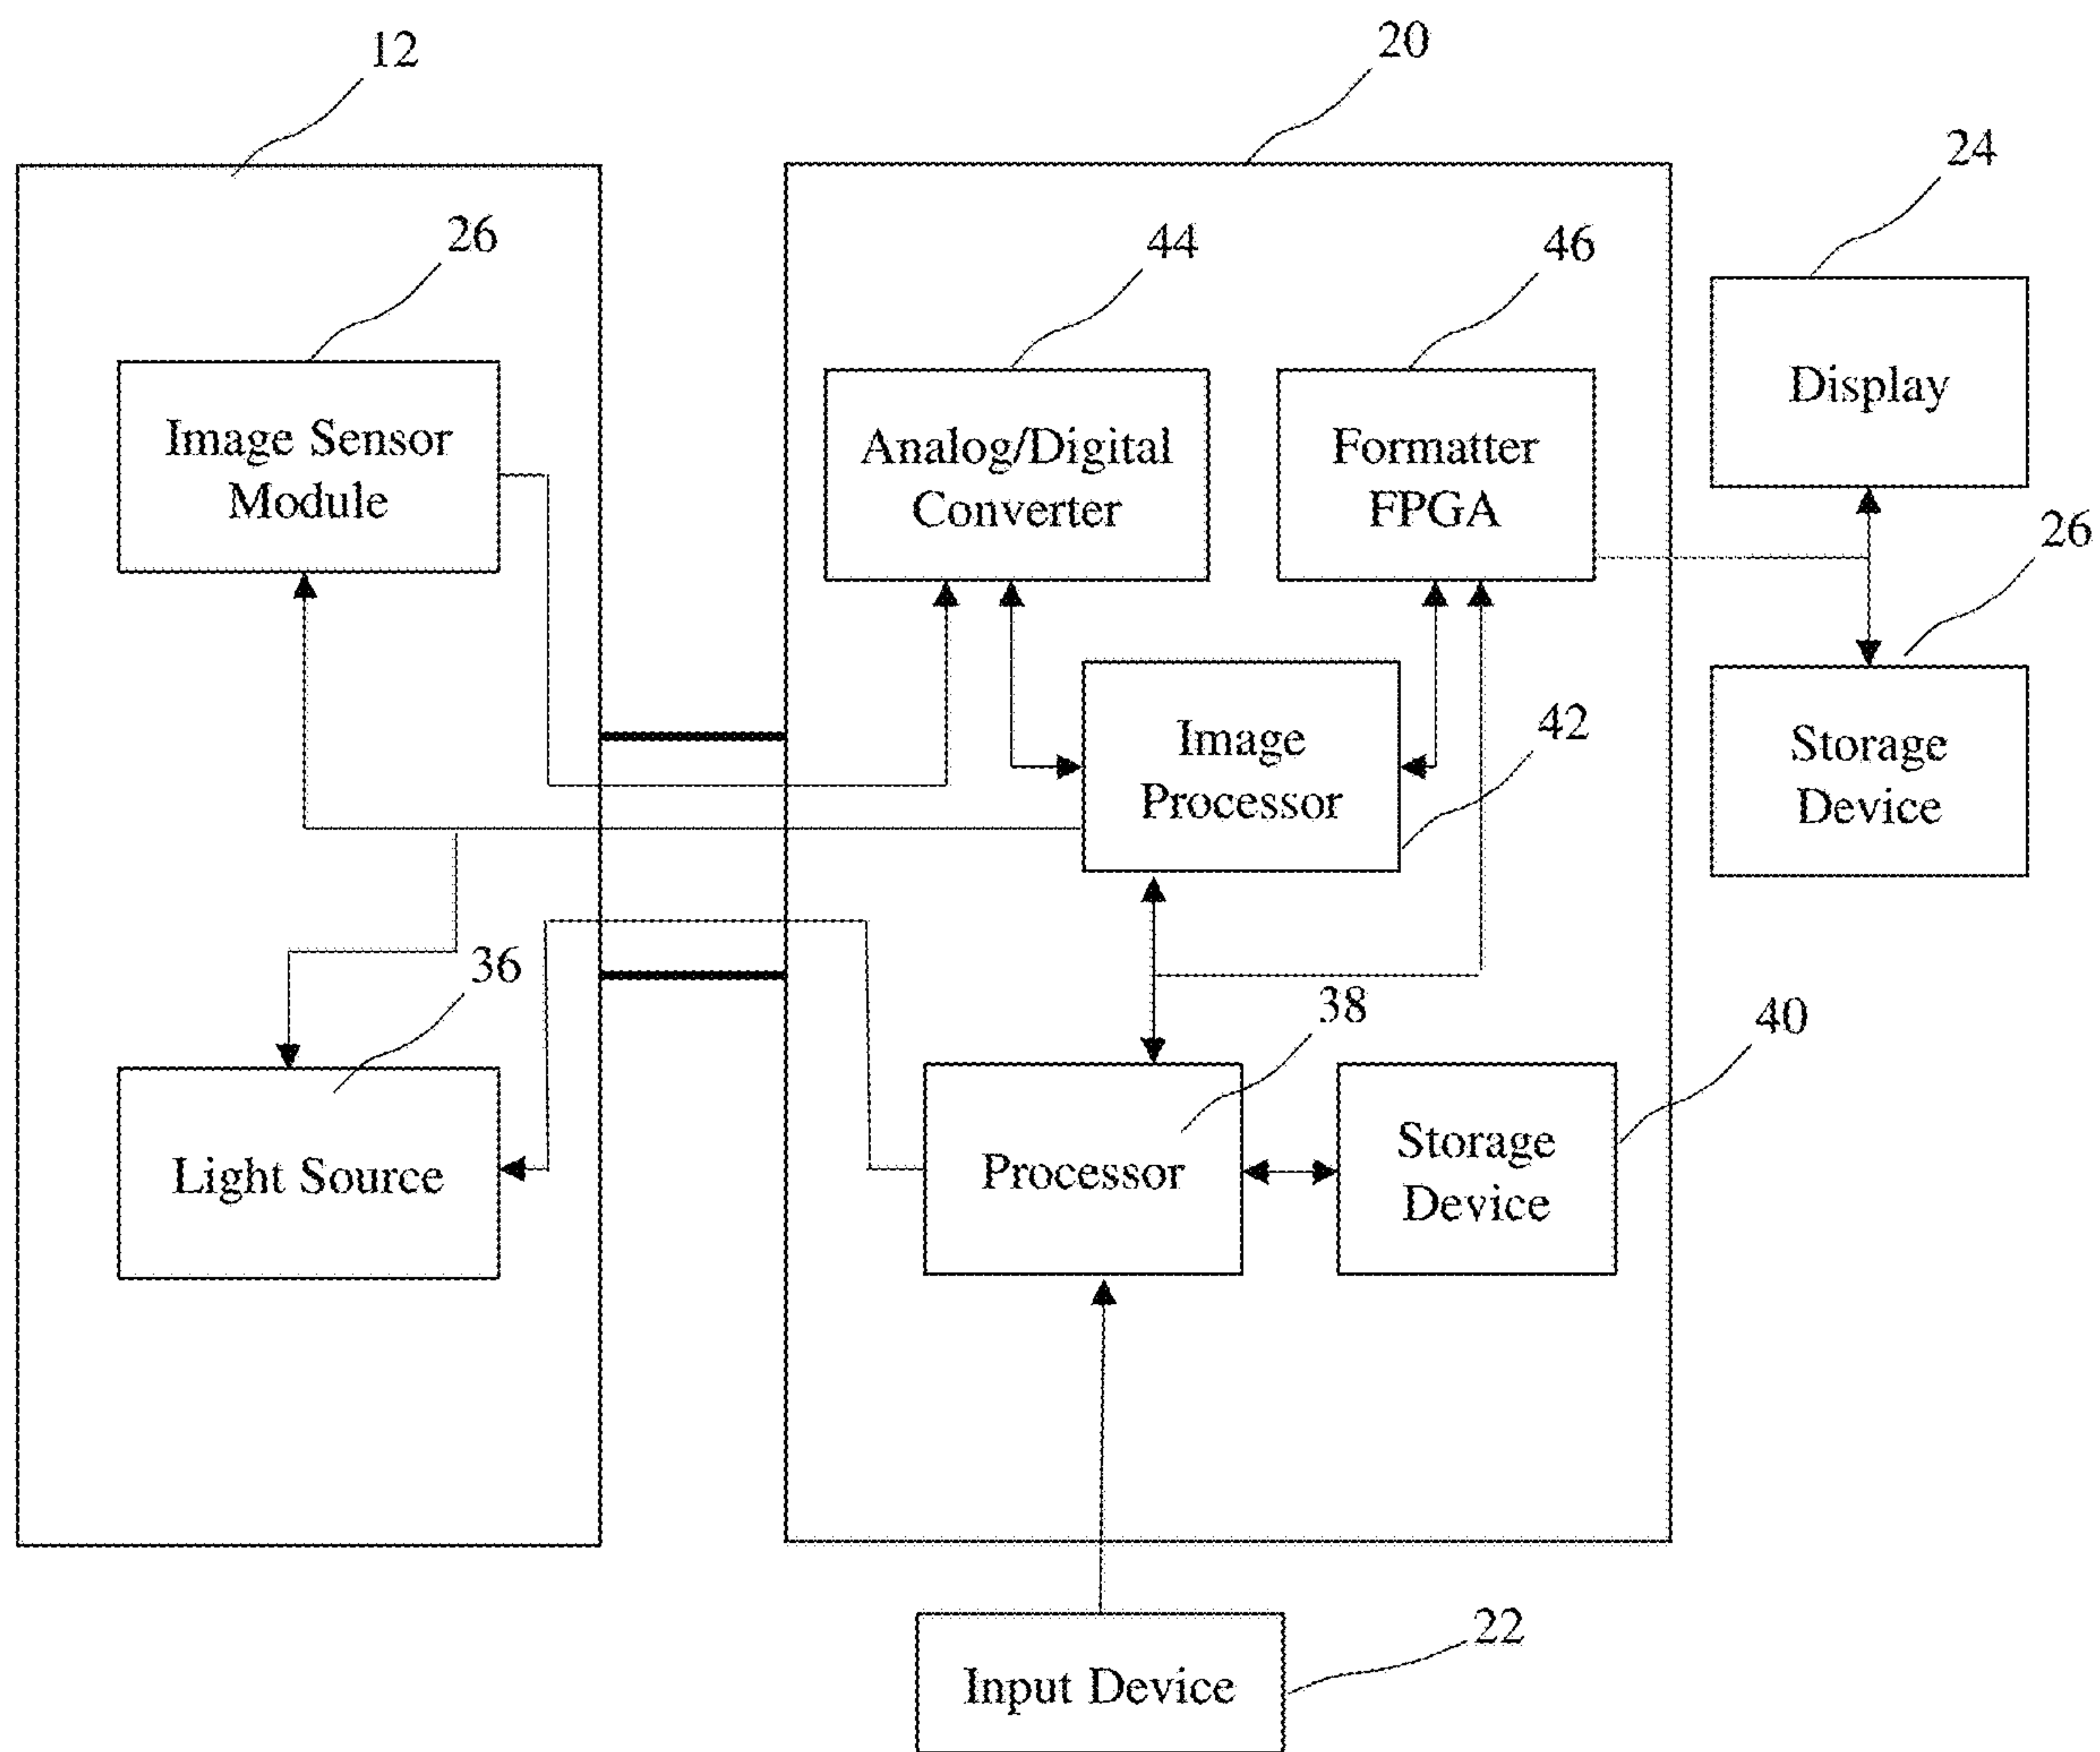 12
20
24
26
44
46
Image Sensor
Module
Analog/Digital
Converter
Formatter
FPGA
Display
26
Image
Processor
42
Storage
Device
36
38
40
Light Source
Processor
Storage
Device
22
Input Device